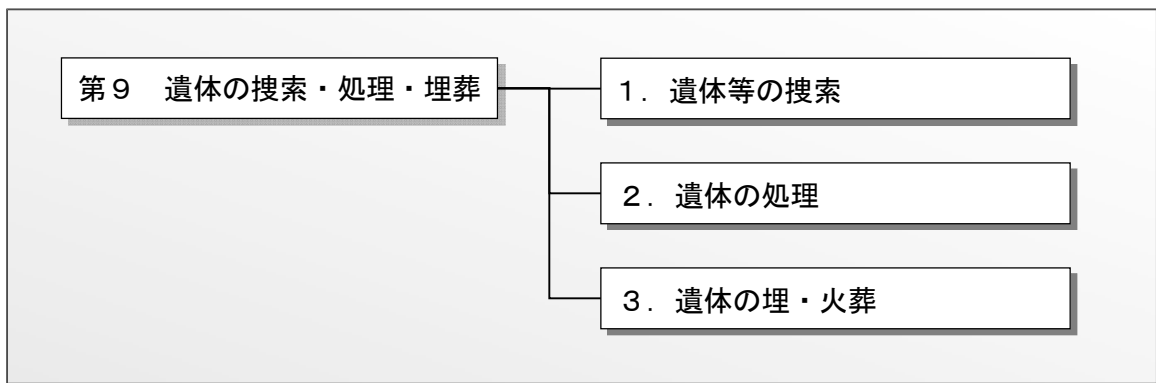 第９　遺体の捜索・処理・埋葬
１．遺体等の捜索
２．遺体の処理
３．遺体の埋・火葬